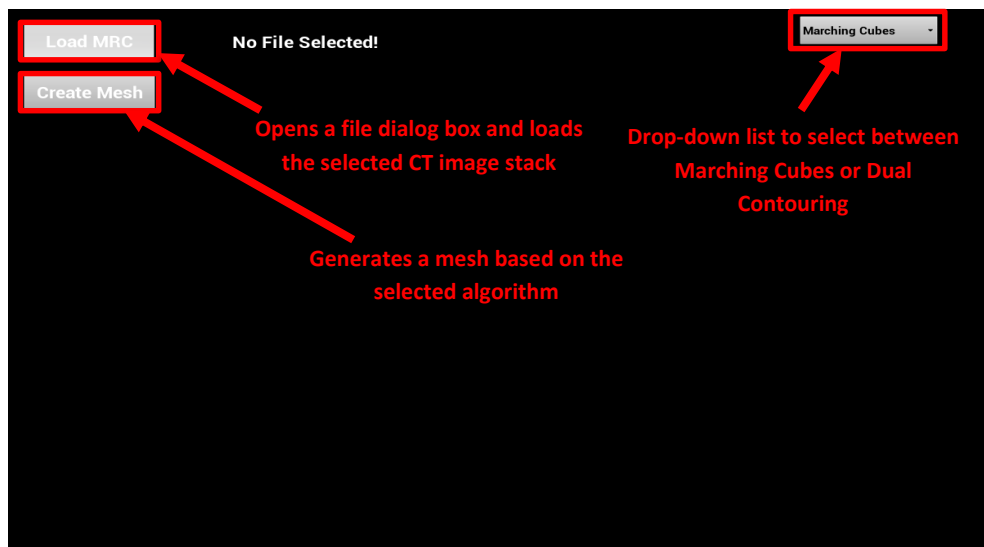 Load MRC
No File Selected!
Marching Cubes
Create Mesh
Opens a file dialog box and loads
the selected CT image stack
Drop-down list to select between
Marching Cubes or Dual
Contouring
Generates a mesh based on the
selected algorithm